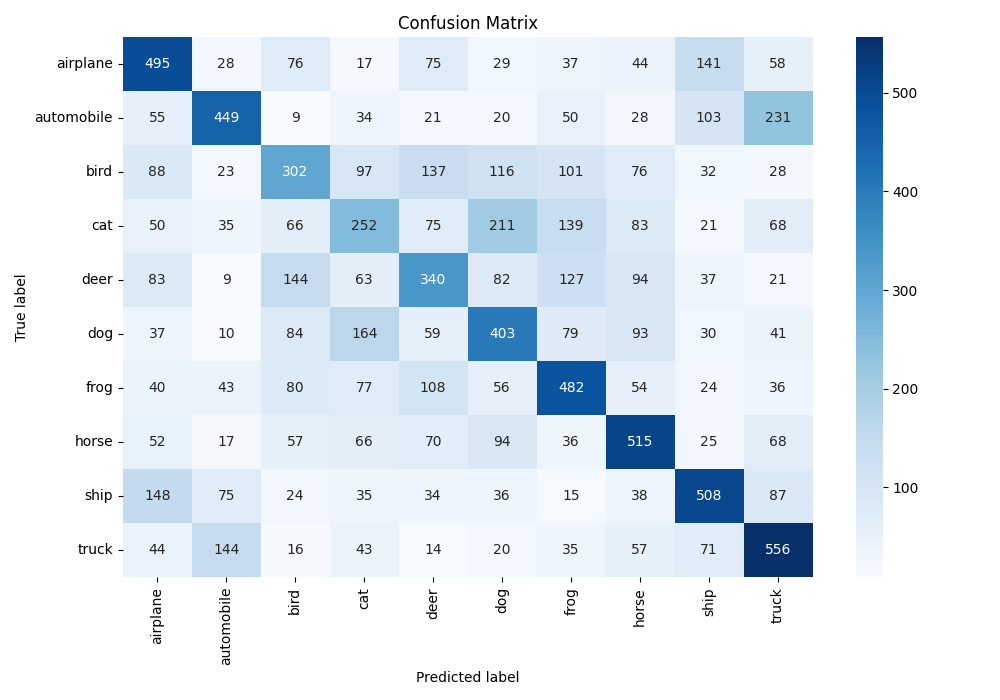 Confusion Matrix
True label
airplane 495 28 76 17 75 29 37 44 141 58
automobile 55 449 9 34 21 20 50 28 103 231
bird 88 23 302 97 137 116 101 76 32 28
cat 50 35 66 252 75 211 139 83 21 68
deer 83 9 144 63 340 82 127 94 37 21
dog 37 10 84 164 59 403 79 93 30 41
frog 40 43 80 77 108 56 482 54 24 36
horse 52 17 57 66 70 94 36 515 25 68
ship 148 75 24 35 34 36 15 38 508 87
truck 44 144 16 43 14 20 35 57 71 556
airplane automobile bird cat deer dog frog horse ship truck
Predicted label
500
400
300
200
100